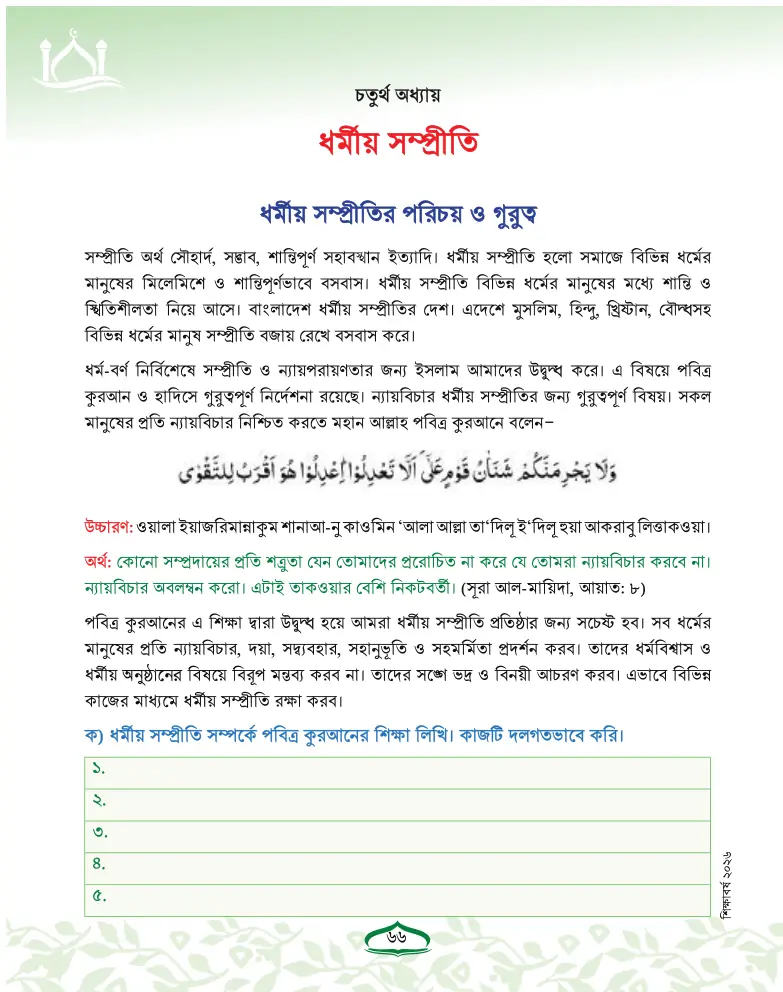 চতুর্থ অধ্যায়
ধর্মীয় সম্প্রীতি
ধর্মীয় সম্প্রীতির পরিচয় ও গুরুত্ব
সম্প্রীতি অর্থ সৌহার্দ, সদ্ভাব, শান্তিপূর্ণ সহাবস্থান ইত্যাদি। ধর্মীয় সম্প্রীতি হলো সমাজে বিভিন্ন ধর্মের
মানুষের মিলেমিশে ও শান্তিপূর্ণভাবে বসবাস। ধর্মীয় সম্প্রীতি বিভিন্ন ধর্মের মানুষের মধ্যে শান্তি ও
স্থিতিশীলতা নিয়ে আসে। বাংলাদেশ ধর্মীয় সম্প্রীতির দেশ। এদেশে মুসলিম, হিন্দু, খ্রিষ্টান, বৌদ্ধসহ
বিভিন্ন ধর্মের মানুষ সম্প্রীতি বজায় রেখে বসবাস করে।
ধর্ম-বর্ণ নির্বিশেষে সম্প্রীতি ও ন্যায়পরায়ণতার জন্য ইসলাম আমাদের উদ্বুদ্ধ করে। এ বিষয়ে পবিত্র
কুরআন ও হাদিসে গুরুত্বপূর্ণ নির্দেশনা রয়েছে। ন্যায়বিচার ধর্মীয় সম্প্রীতির জন্য গুরুত্বপূর্ণ বিষয়। সকল
মানুষের প্রতি ন্যায়বিচার নিশ্চিত করতে মহান আল্লাহ পবিত্র কুরআনে বলেন–
وَلَا يَجْرِمَنَّكُمْ شَنَاٰنُ قَوْمٍ عَلٰٓى اَلَّا تَعْدِلُوْا اِعْدِلُوْا هُوَ اَقْرَبُ لِلتَّقْوٰى
উচ্চারণ: ওয়ালা ইয়াজরিমান্নাকুম শানাআ-নু কাওমিন ‘আলা আল্লা তা‘দিলূ ই‘দিলূ হুয়া আকরাবু লিত্তাকওয়া।
অর্থ: কোনো সম্প্রদায়ের প্রতি শত্রুতা যেন তোমাদের প্ররোচিত না করে যে তোমরা ন্যায়বিচার করবে না।
ন্যায়বিচার অবলম্বন করো। এটাই তাকওয়ার বেশি নিকটবর্তী। (সূরা আল-মায়িদা, আয়াত: ৮)
পবিত্র কুরআনের এ শিক্ষা দ্বারা উদ্বুদ্ধ হয়ে আমরা ধর্মীয় সম্প্রীতি প্রতিষ্ঠার জন্য সচেষ্ট হব। সব ধর্মের
মানুষের প্রতি ন্যায়বিচার, দয়া, সদ্ব্যবহার, সহানুভূতি ও সহমর্মিতা প্রদর্শন করব। তাদের ধর্মবিশ্বাস ও
ধর্মীয় অনুষ্ঠানের বিষয়ে বিরূপ মন্তব্য করব না। তাদের সঙ্গে ভদ্র ও বিনয়ী আচরণ করব। এভাবে বিভিন্ন
কাজের মাধ্যমে ধর্মীয় সম্প্রীতি রক্ষা করব।
ক) ধর্মীয় সম্প্রীতি সম্পর্কে পবিত্র কুরআনের শিক্ষা লিখি। কাজটি দলগতভাবে করি।
১.
২.
৩.
৪.
৫.
শিক্ষাবর্ষ ২০২৬
৬৬